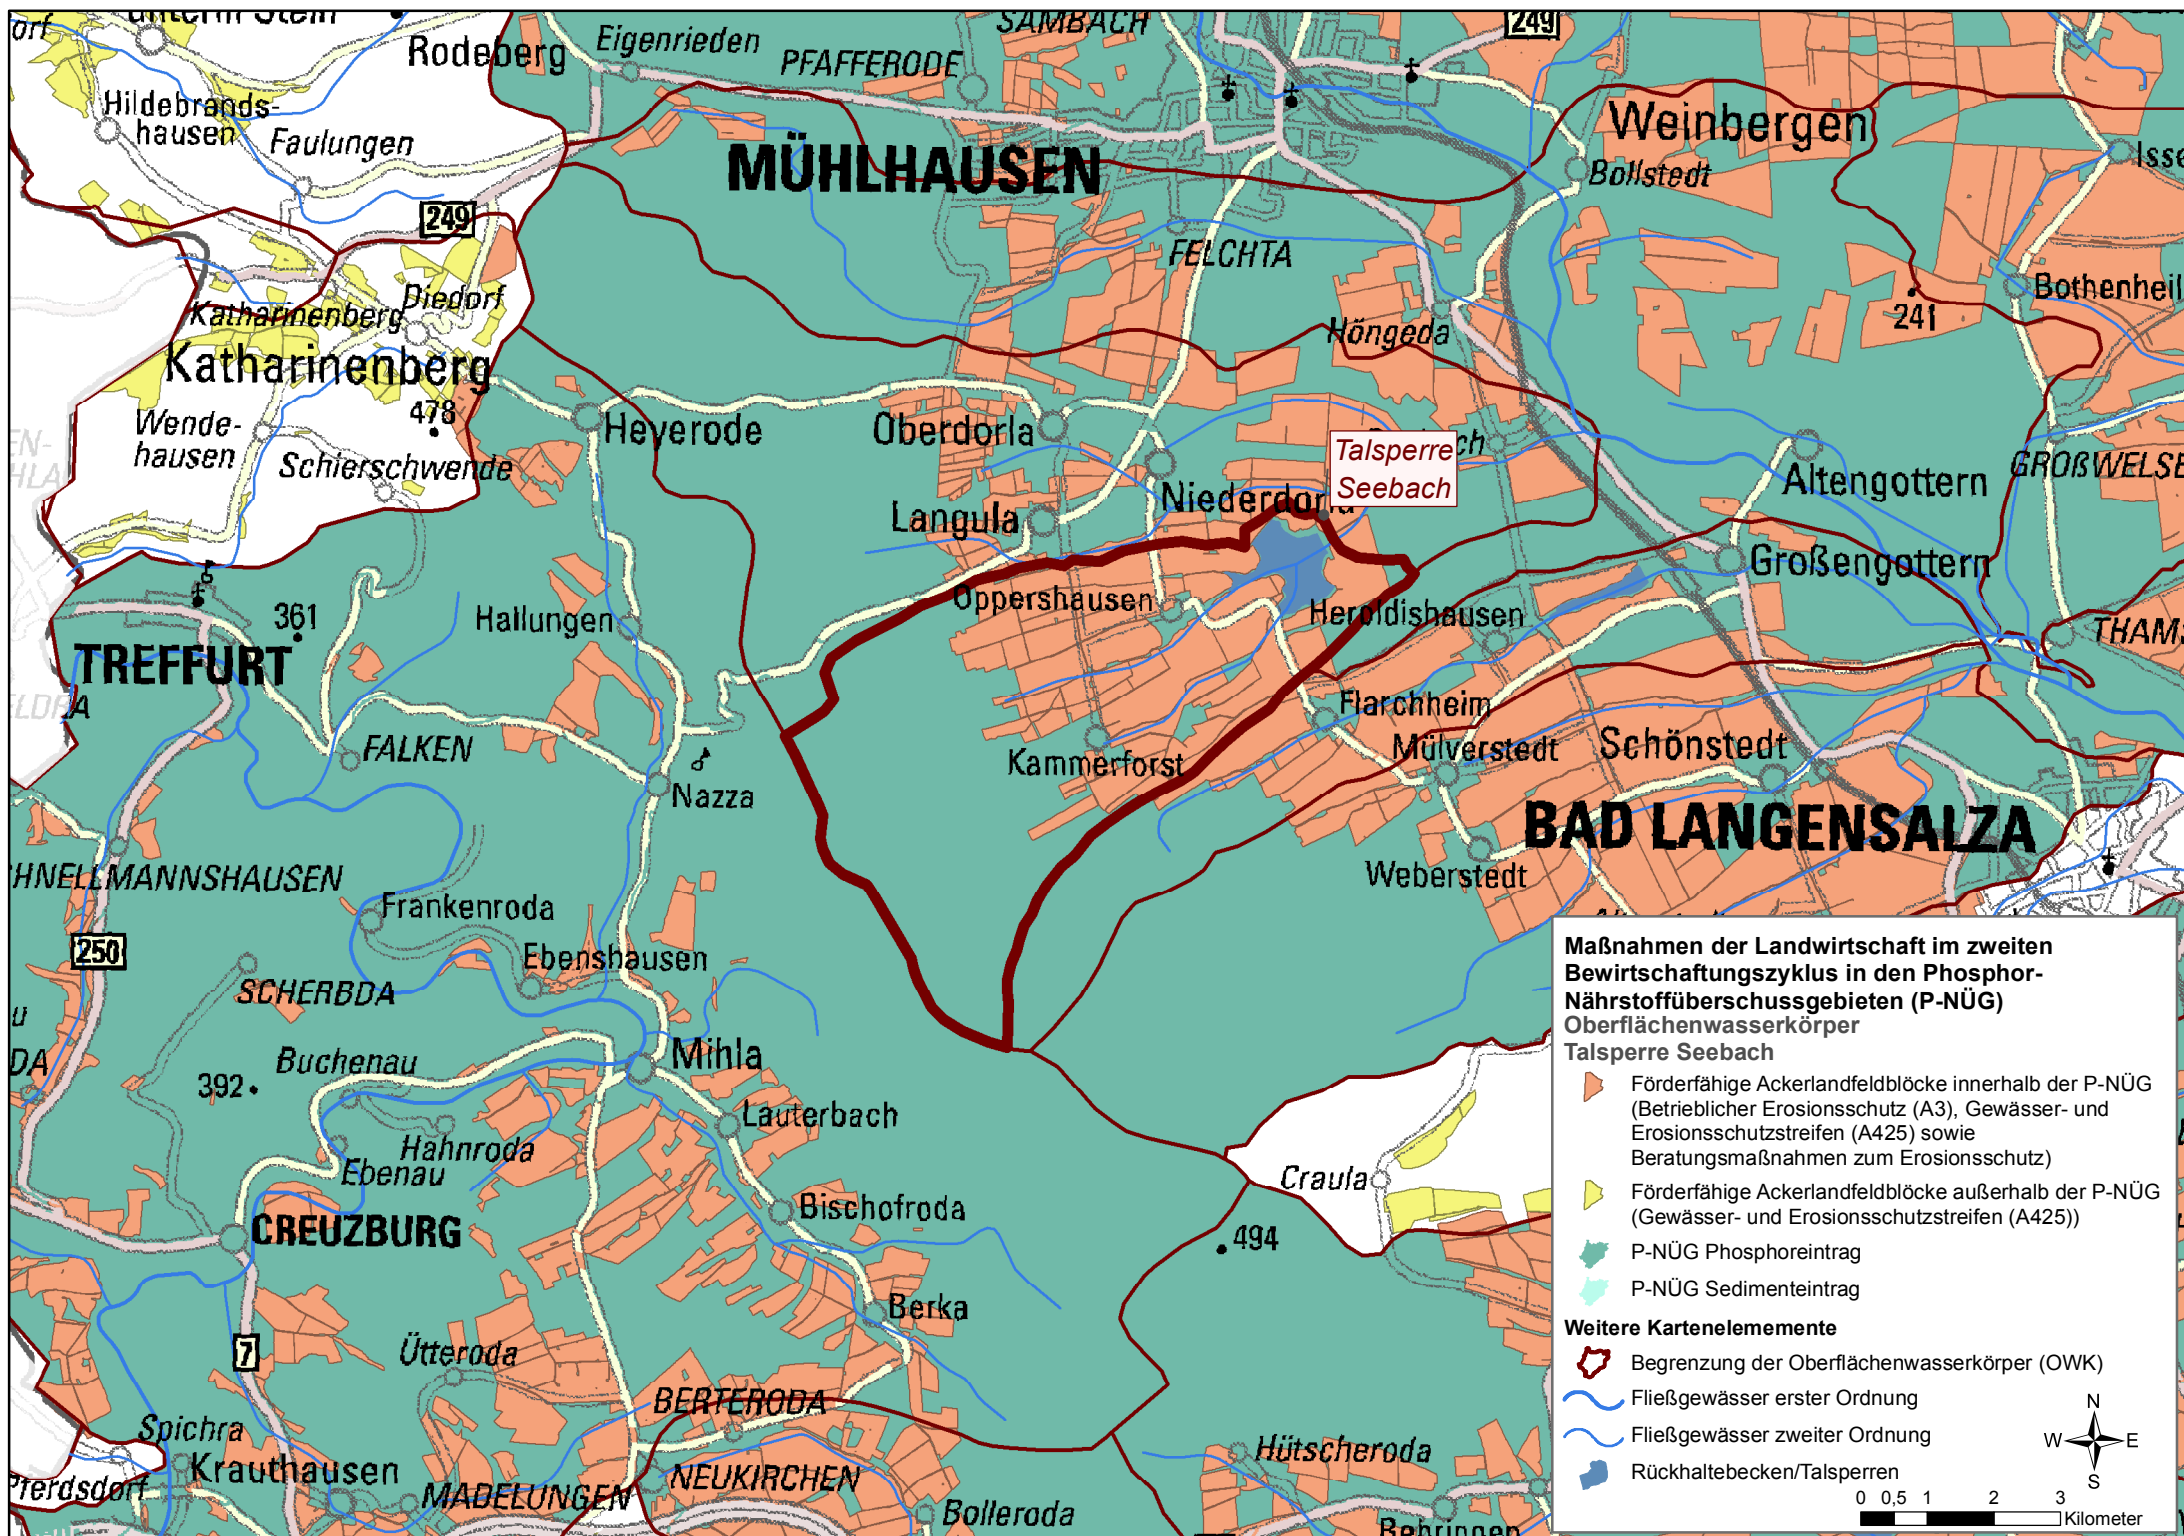 unterm Stein
Rodeberg
Eigenrieden
PFAFFERODE
SAMBACH
249
Hildebrands-
hausen
Faulungen
MÜHLHAUSEN
Weinbergen
Bollstedt
249
FELCHTA
Katharinenberg
Diedorf
Höngeda
241
Bothenheil
Katharinenberg
478
Wende-
hausen
Schierschwende
Heyerode
Oberdorla
Talsperre
Seebach
Niederdorla
Langula
Altengottern
GROßWELSB
Großengottern
Oppershausen
Heroldishausen
Hallungen
361
TREFFURT
THAMS
FALKEN
Flarchheim
Mülverstedt
Schönstedt
Kammerforst
Nazza
BAD LANGENSALZA
Weberstedt
HNELLMANNSHAUSEN
Frankenroda
Ebenshausen
250
SCHERBDA
Buchenau
Mihla
392
Lauterbach
Hahnroda
Ebenau
Craula
Bischofroda
CREUZBURG
494
Berka
7
Ütteroda
BERTERODA
Spichra
Krauthausen
Pferdsdorf
MADELUNGEN
NEUKIRCHEN
Bolleroda
Hütscheroda
Behringen
Maßnahmen der Landwirtschaft im zweiten
Bewirtschaftungszyklus in den Phosphor-
Nährstoffüberschussgebieten (P-NÜG)
Oberflächenwasserkörper
Talsperre Seebach
Förderfähige Ackerlandfeldblöcke innerhalb der P-NÜG
(Betrieblicher Erosionsschutz (A3), Gewässer- und
Erosionsschutzstreifen (A425) sowie
Beratungsmaßnahmen zum Erosionsschutz)
Förderfähige Ackerlandfeldblöcke außerhalb der P-NÜG
(Gewässer- und Erosionsschutzstreifen (A425))
P-NÜG Phosphoreintrag
P-NÜG Sedimenteintrag
Weitere Kartenelememente
Begrenzung der Oberflächenwasserkörper (OWK)
Fließgewässer erster Ordnung
Fließgewässer zweiter Ordnung
Rückhaltebecken/Talsperren
N
W E
S
0 0,5 1 2 3
Kilometer